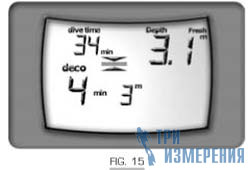 dive time Depth Fresh
34 min 3.1 m
deco
4 min 3 m
ТРИ
ИЗМЕРЕНИЯ
FIG. 15